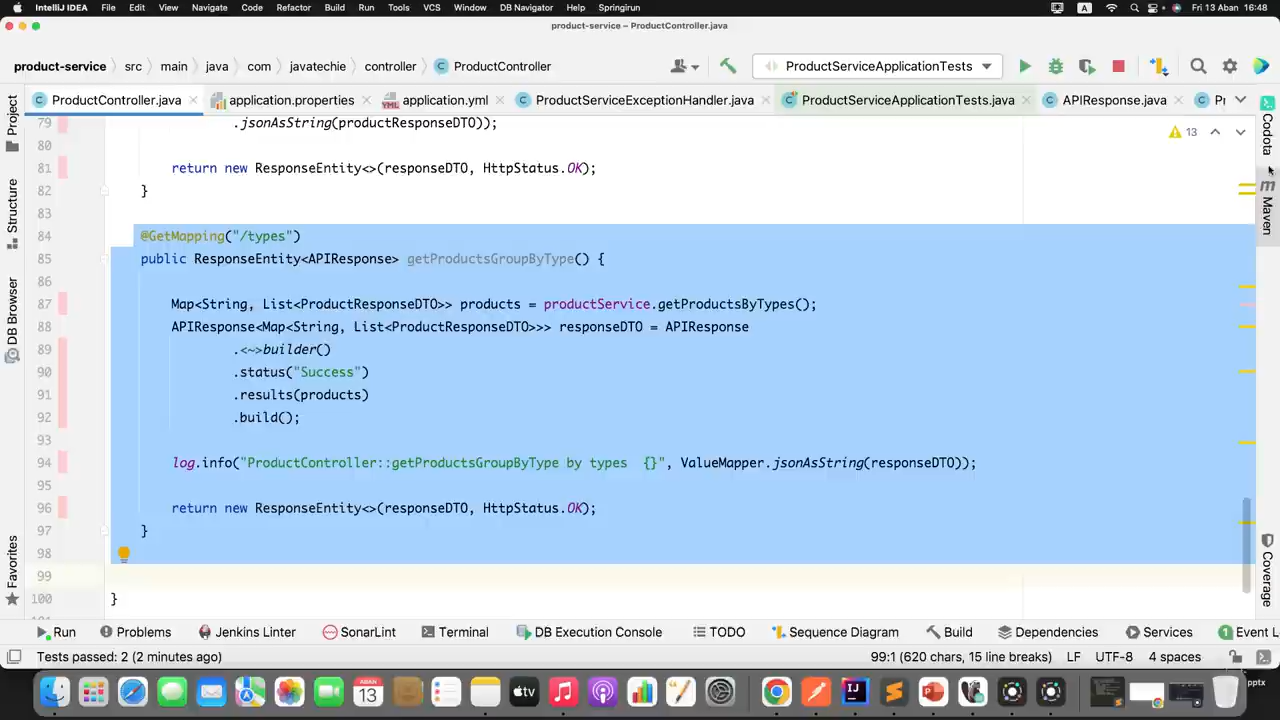 IntelliJ IDEA File Edit View Navigate Code Refactor Build Run Tools VCS Window DB Navigator Help Springirun A Fri 13 Aban 16:48
product-service – ProductController.java
product-service src main java com javatechie controller ProductController ProductServiceApplicationTests
ProductController.java application.properties application.yml ProductServiceExceptionHandler.java ProductServiceApplicationTests.java APIResponse.java Pr
79 .jsonAsString(productResponseDTO));
13
80
81 return new ResponseEntity<>(responseDTO, HttpStatus.OK);
82 }
83
84 @GetMapping("/types")
85 public ResponseEntity<APIResponse> getProductsGroupByType() {
86
87 Map<String, List<ProductResponseDTO>> products = productService.getProductsByTypes();
88 APIResponse<Map<String, List<ProductResponseDTO>>> responseDTO = APIResponse
89 .<~>builder()
90 .status("Success")
91 .results(products)
92 .build();
93
94 log.info("ProductController::getProductsGroupByType by types {}", ValueMapper.jsonAsString(responseDTO));
95
96 return new ResponseEntity<>(responseDTO, HttpStatus.OK);
97 }
98
99
100 }
Project
Structure
DB Browser
Favorites
Codota
m Maven
Coverage
Run Problems Jenkins Linter SonarLint Terminal DB Execution Console TODO Sequence Diagram Build Dependencies Services 1 Event L
Tests passed: 2 (2 minutes ago) 99:1 (620 chars, 15 line breaks) LF UTF-8 4 spaces
AUG
13
tv
pptx